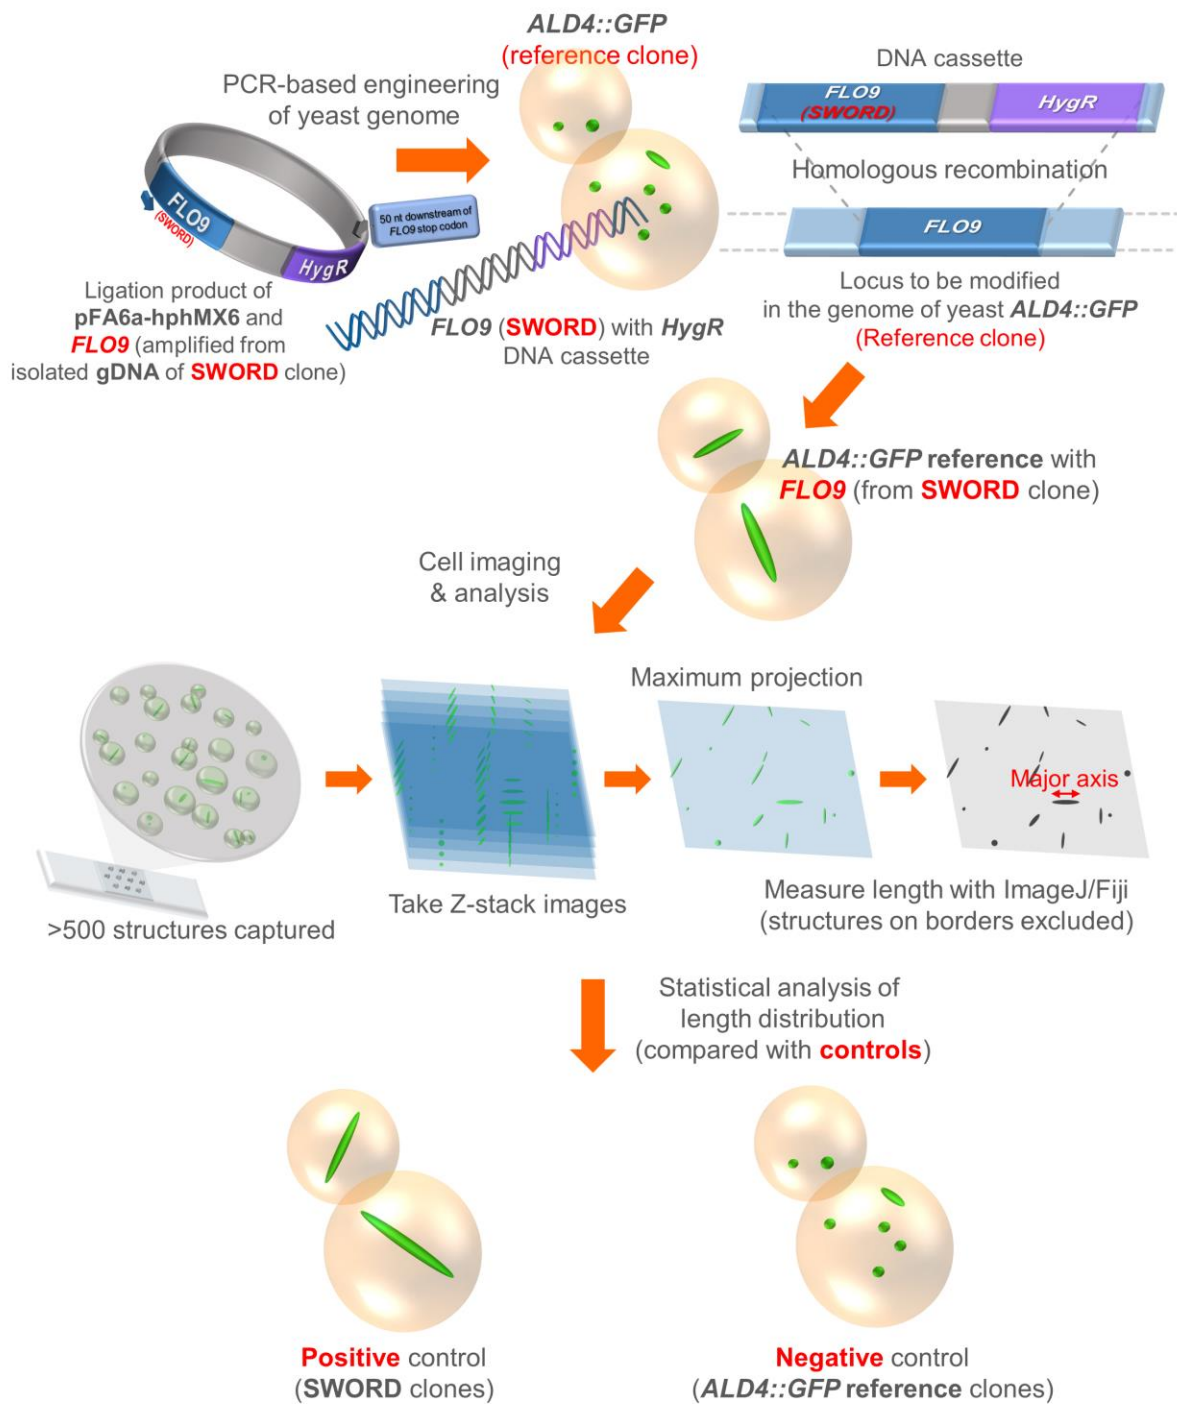 ALD4::GFP
(reference clone)
PCR-based engineering
of yeast genome
FLO9
(SWORD)
HygR
50 nt downstream of
FLO9 stop codon
Ligation product of
pFA6a-hphMX6 and
FLO9 (amplified from
isolated gDNA of SWORD clone)
FLO9 (SWORD) with HygR
DNA cassette
DNA cassette
FLO9
(SWORD)
HygR
Homologous recombination
FLO9
Locus to be modified
in the genome of yeast ALD4::GFP
(Reference clone)
ALD4::GFP reference with
FLO9 (from SWORD clone)
Cell imaging
& analysis
>500 structures captured
Take Z-stack images
Maximum projection
Major axis
Measure length with ImageJ/Fiji
(structures on borders excluded)
Statistical analysis of
length distribution
(compared with controls)
Positive control
(SWORD clones)
Negative control
(ALD4::GFP reference clones)